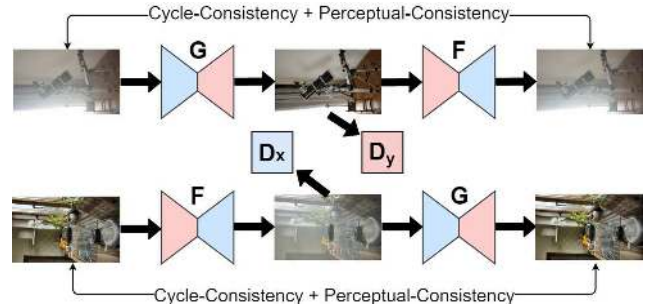 Cycle-Consistency + Perceptual-Consistency
G
F
Dx
Dy
F
G
Cycle-Consistency + Perceptual-Consistency